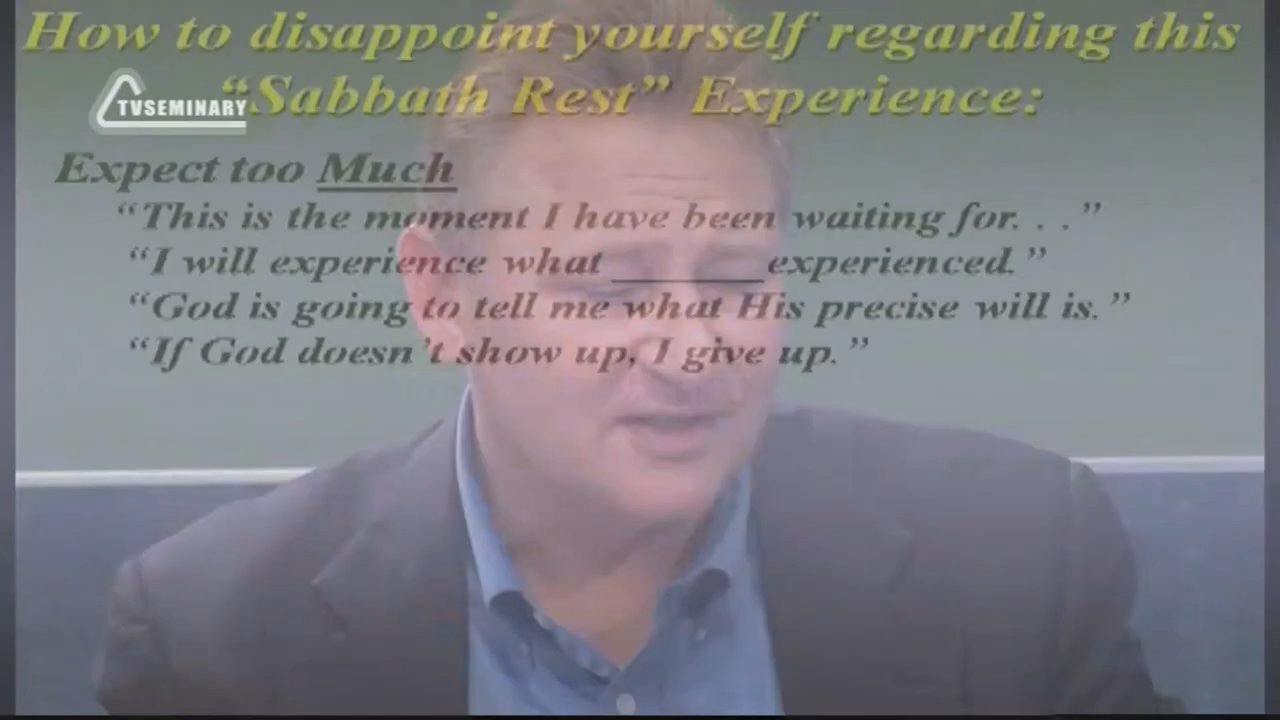 How to disappoint yourself regarding this
“Sabbath Rest” Experience:
TVSEMINARY
Expect too Much
“This is the moment I have been waiting for. . .”
“I will experience what _______ experienced.”
“God is going to tell me what His precise will is.”
“If God doesn’t show up, I give up.”